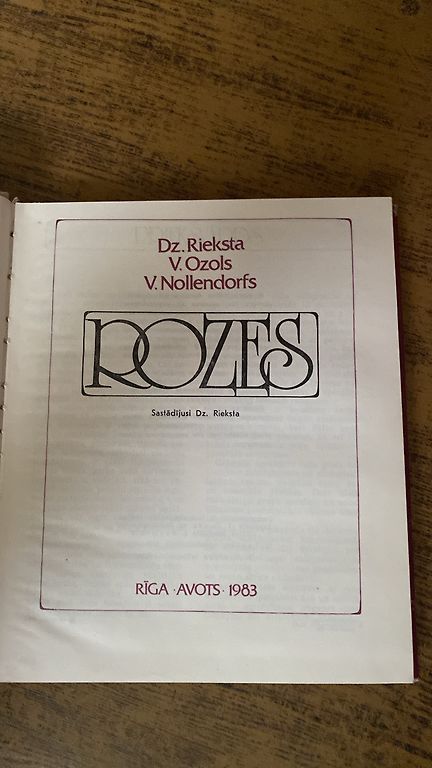 Dz. Rieksta
V. Ozols
V. Nollendorfs
ROZES
Sastādījusi Dz. Rieksta
RĪGA · AVOTS · 1983